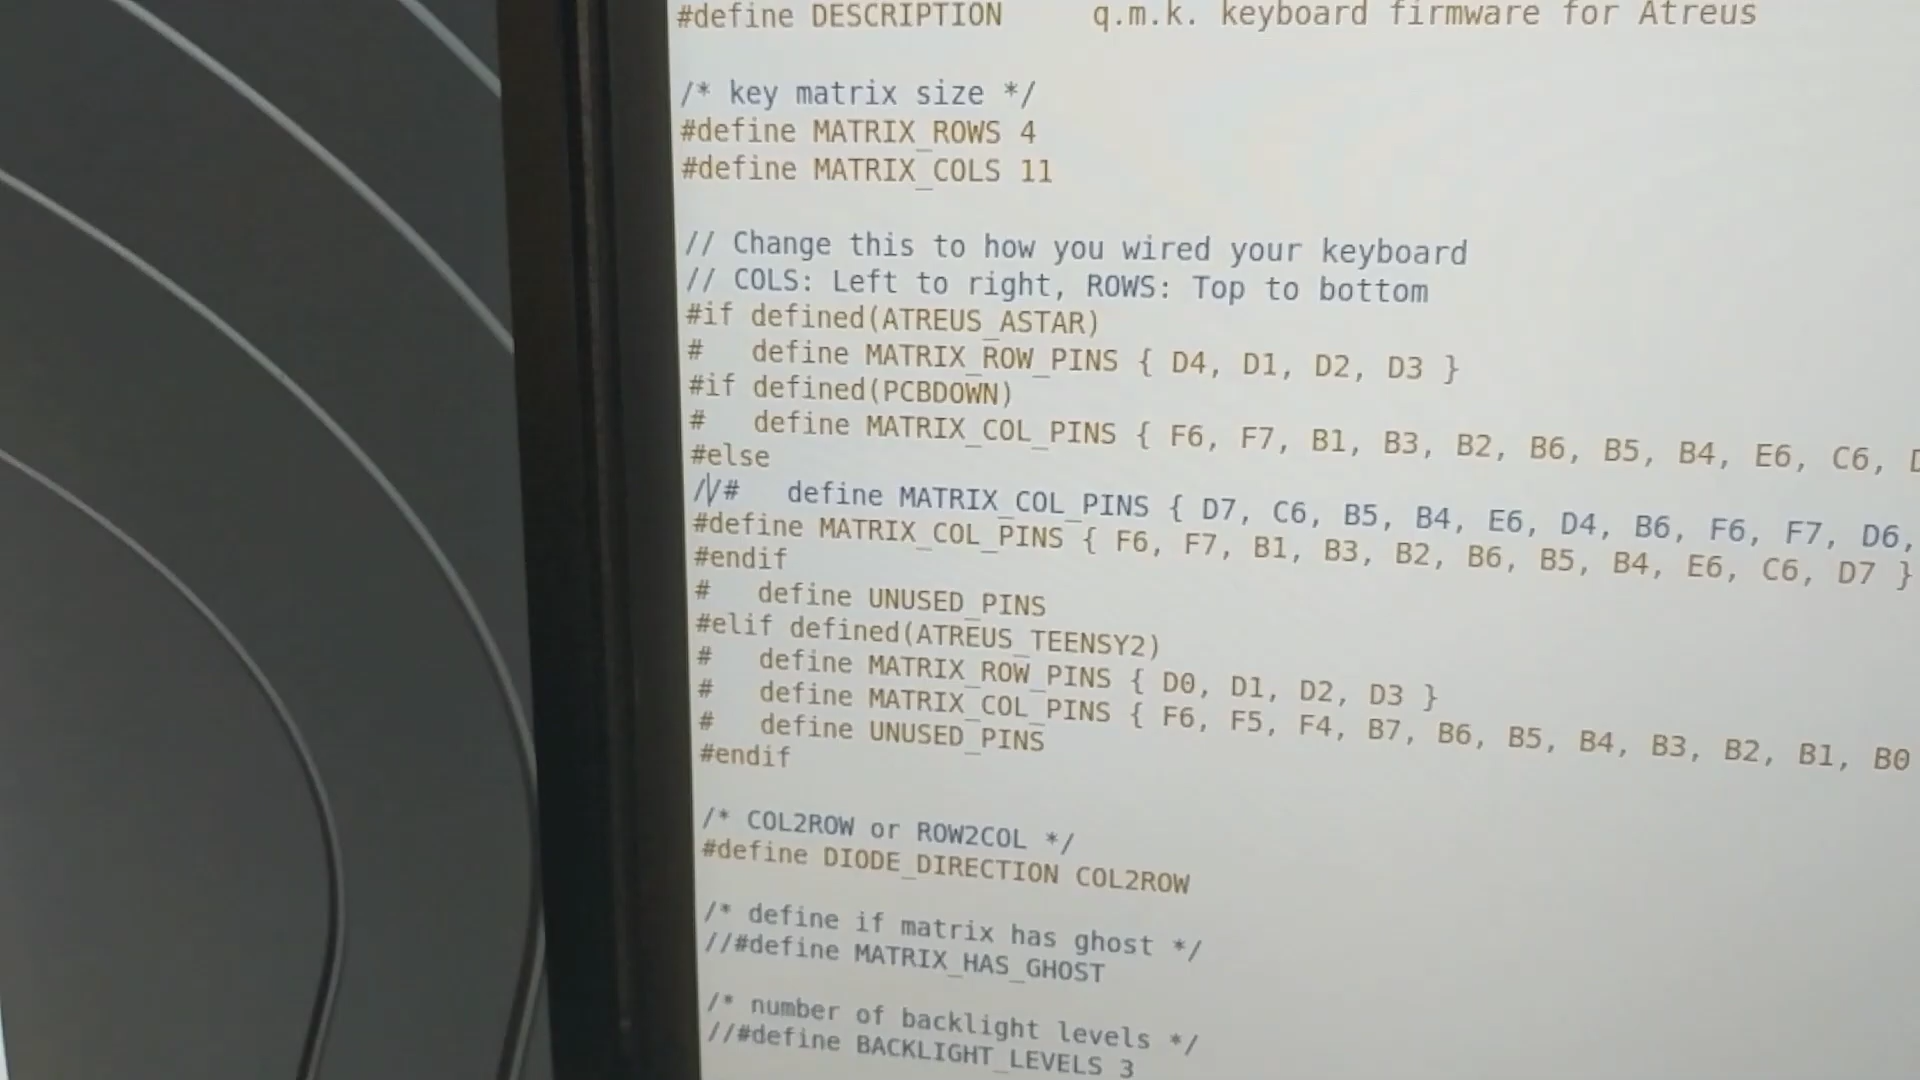 #define DESCRIPTION q.m.k. keyboard firmware for Atreus
/* key matrix size */
#define MATRIX_ROWS 4
#define MATRIX_COLS 11
// Change this to how you wired your keyboard
// COLS: Left to right, ROWS: Top to bottom
#if defined(ATREUS_ASTAR)
# define MATRIX_ROW_PINS { D4, D1, D2, D3 }
#if defined(PCBDOWN)
# define MATRIX_COL_PINS { F6, F7, B1, B3, B2, B6, B5, B4, E6, C6,
#else
//# define MATRIX_COL_PINS { D7, C6, B5, B4, E6, D4, B6, F6, F7, D6,
#define MATRIX_COL_PINS { F6, F7, B1, B3, B2, B6, B5, B4, E6, C6, D7 }
#endif
# define UNUSED_PINS
#elif defined(ATREUS_TEENSY2)
# define MATRIX_ROW_PINS { D0, D1, D2, D3 }
# define MATRIX_COL_PINS { F6, F5, F4, B7, B6, B5, B4, B3, B2, B1, B0
# define UNUSED_PINS
#endif
/* COL2ROW or ROW2COL */
#define DIODE_DIRECTION COL2ROW
/* define if matrix has ghost */
//#define MATRIX_HAS_GHOST
/* number of backlight levels */
//#define BACKLIGHT_LEVELS 3